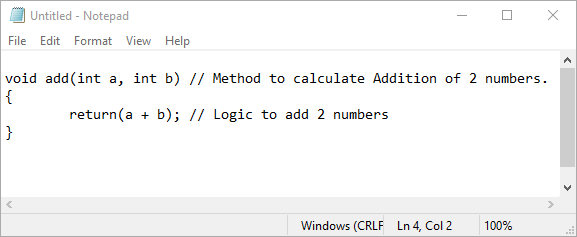 Untitled - Notepad
File Edit Format View Help
void add(int a, int b) // Method to calculate Addition of 2 numbers.
{
return(a + b); // Logic to add 2 numbers
}
Windows (CRLF Ln 4, Col 2 100%